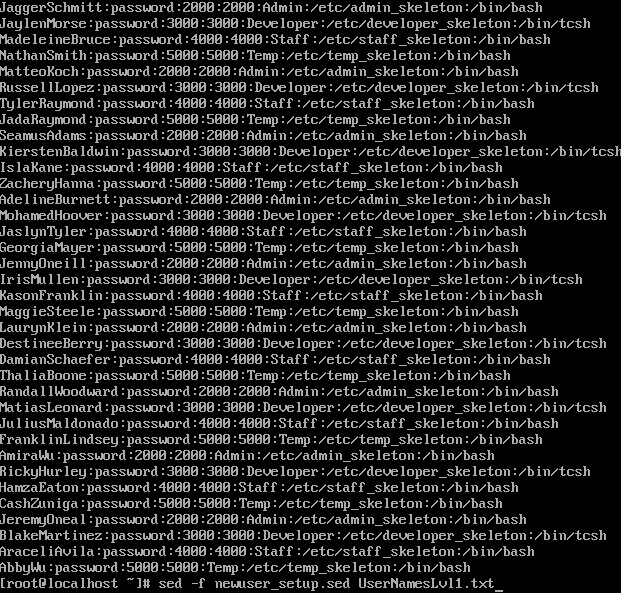 JaggerSchmitt:password:2000:2000:Admin:/etc/admin_skeleton:/bin/bash
JaylenMorse:password:3000:3000:Developer:/etc/developer_skeleton:/bin/tcsh
MadeleineBruce:password:4000:4000:Staff:/etc/staff_skeleton:/bin/bash
NathanSmith:password:5000:5000:Temp:/etc/temp_skeleton:/bin/bash
MatteoKoch:password:2000:2000:Admin:/etc/admin_skeleton:/bin/bash
RussellLopez:password:3000:3000:Developer:/etc/developer_skeleton:/bin/tcsh
TylerRaymond:password:4000:4000:Staff:/etc/staff_skeleton:/bin/bash
JadaRaymond:password:5000:5000:Temp:/etc/temp_skeleton:/bin/bash
SeamusAdams:password:2000:2000:Admin:/etc/admin_skeleton:/bin/bash
KierstenBaldwin:password:3000:3000:Developer:/etc/developer_skeleton:/bin/tcsh
IslaKane:password:4000:4000:Staff:/etc/staff_skeleton:/bin/bash
ZacheryHanna:password:5000:5000:Temp:/etc/temp_skeleton:/bin/bash
AdelineBurnett:password:2000:2000:Admin:/etc/admin_skeleton:/bin/bash
MohamedHoover:password:3000:3000:Developer:/etc/developer_skeleton:/bin/tcsh
JaslynTyler:password:4000:4000:Staff:/etc/staff_skeleton:/bin/bash
GeorgiaMayer:password:5000:5000:Temp:/etc/temp_skeleton:/bin/bash
JennyOneill:password:2000:2000:Admin:/etc/admin_skeleton:/bin/bash
IrisMullen:password:3000:3000:Developer:/etc/developer_skeleton:/bin/tcsh
KasonFranklin:password:4000:4000:Staff:/etc/staff_skeleton:/bin/bash
MaggieSteele:password:5000:5000:Temp:/etc/temp_skeleton:/bin/bash
LaurynKlein:password:2000:2000:Admin:/etc/admin_skeleton:/bin/bash
DestineeBerry:password:3000:3000:Developer:/etc/developer_skeleton:/bin/tcsh
DamianSchaefer:password:4000:4000:Staff:/etc/staff_skeleton:/bin/bash
ThaliaBoone:password:5000:5000:Temp:/etc/temp_skeleton:/bin/bash
RandallWoodward:password:2000:2000:Admin:/etc/admin_skeleton:/bin/bash
MatiasLeonard:password:3000:3000:Developer:/etc/developer_skeleton:/bin/tcsh
JuliusMaldonado:password:4000:4000:Staff:/etc/staff_skeleton:/bin/bash
FranklinLindsey:password:5000:5000:Temp:/etc/temp_skeleton:/bin/bash
AmiraWu:password:2000:2000:Admin:/etc/admin_skeleton:/bin/bash
RickyHurley:password:3000:3000:Developer:/etc/developer_skeleton:/bin/tcsh
HamzaEaton:password:4000:4000:Staff:/etc/staff_skeleton:/bin/bash
CashZuniga:password:5000:5000:Temp:/etc/temp_skeleton:/bin/bash
JeremyOneal:password:2000:2000:Admin:/etc/admin_skeleton:/bin/bash
BlakeMartinez:password:3000:3000:Developer:/etc/developer_skeleton:/bin/tcsh
AraceliAvila:password:4000:4000:Staff:/etc/staff_skeleton:/bin/bash
AbbyWu:password:5000:5000:Temp:/etc/temp_skeleton:/bin/bash
[root@localhost ~]# sed -f newuser_setup.sed UserNamesLvl1.txt_